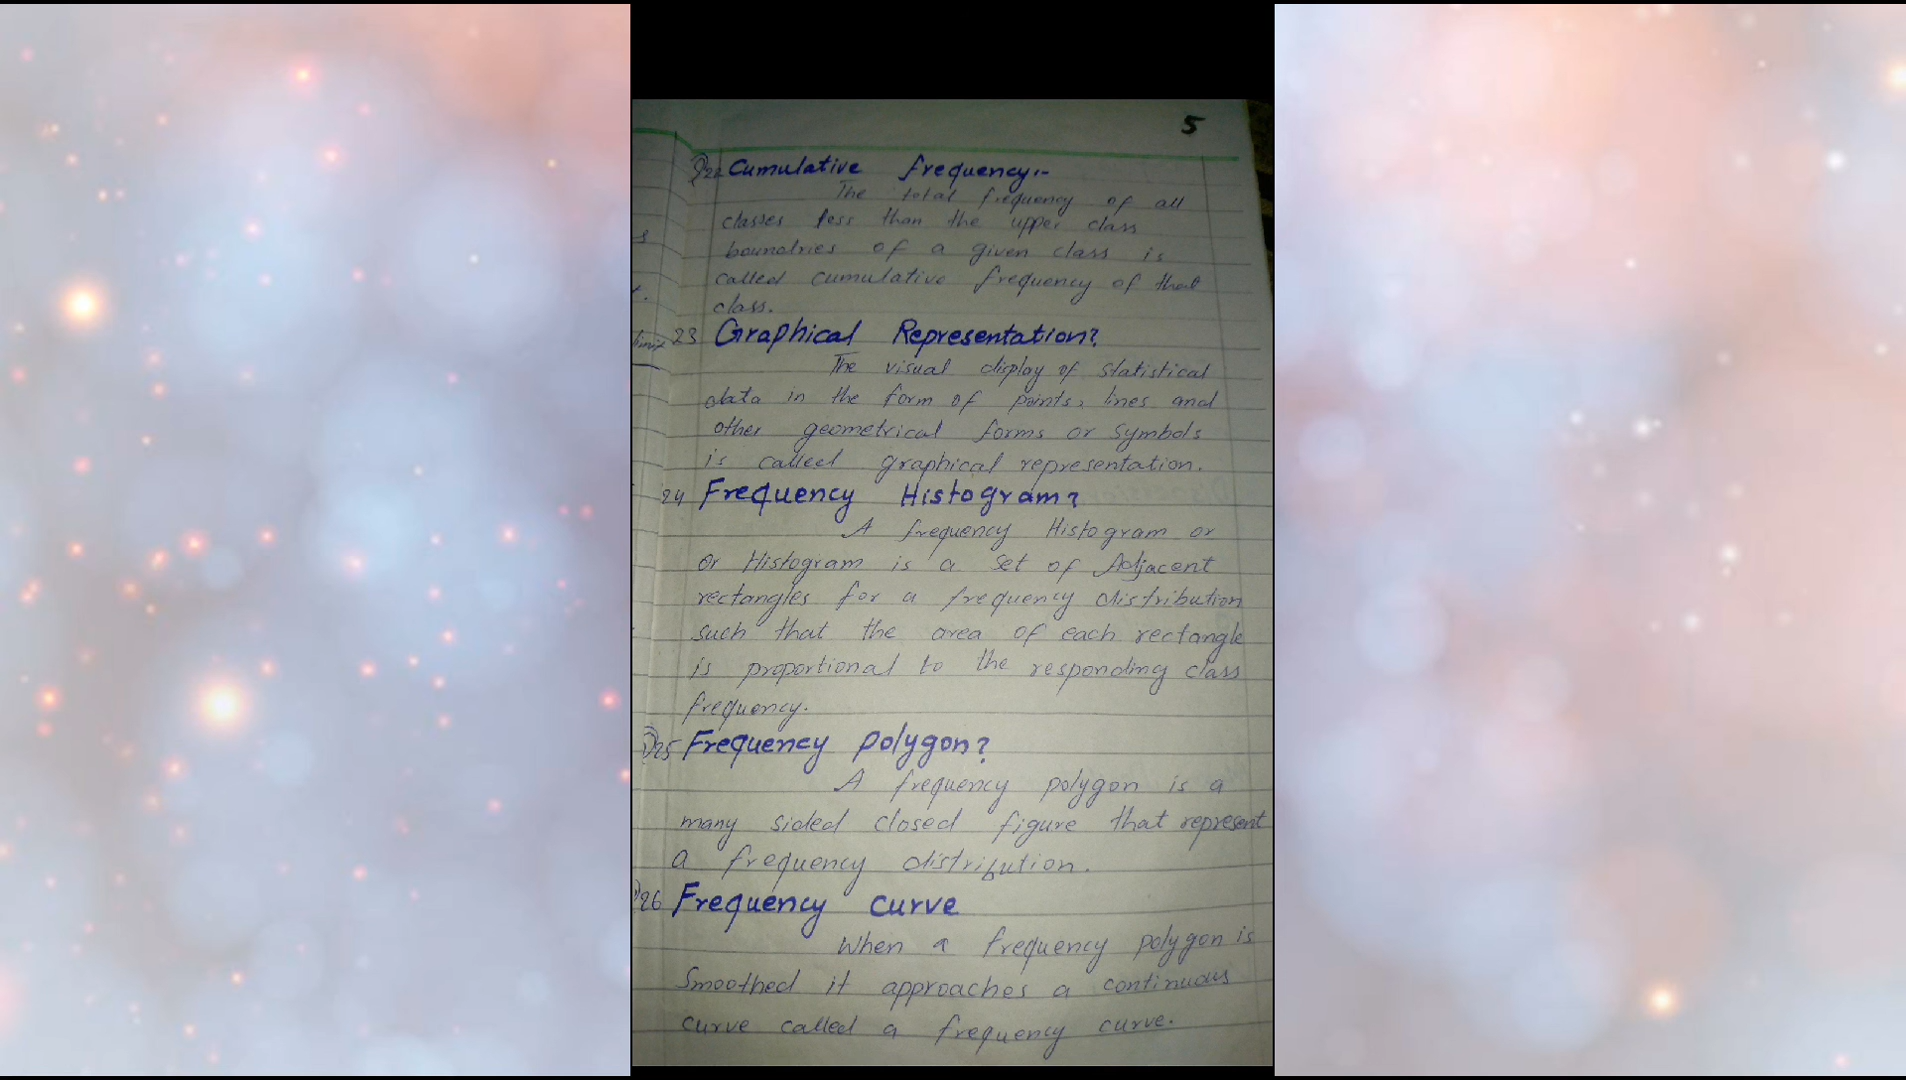 5
Q22 Cumulative frequency:-
The total frequency of all
classes less than the upper class
boundries of a given class is
called cumulative frequency of that
class.
limit
23 Graphical Representation?
The visual display of statistical
data in the form of points, lines and
other geometrical forms or symbols
is called graphical representation.
24 Frequency Histogram?
A frequency Histogram or
or Histogram is a set of Adjacent
rectangles for a frequency distribution
such that the area of each rectangle
is proportional to the responding class
frequency.
Q25 Frequency polygon?
A frequency polygon is a
many sided closed figure that represent
a frequency distribution.
Q26 Frequency curve
When a frequency polygon is
Smoothed it approaches a continuous
curve called a frequency curve.